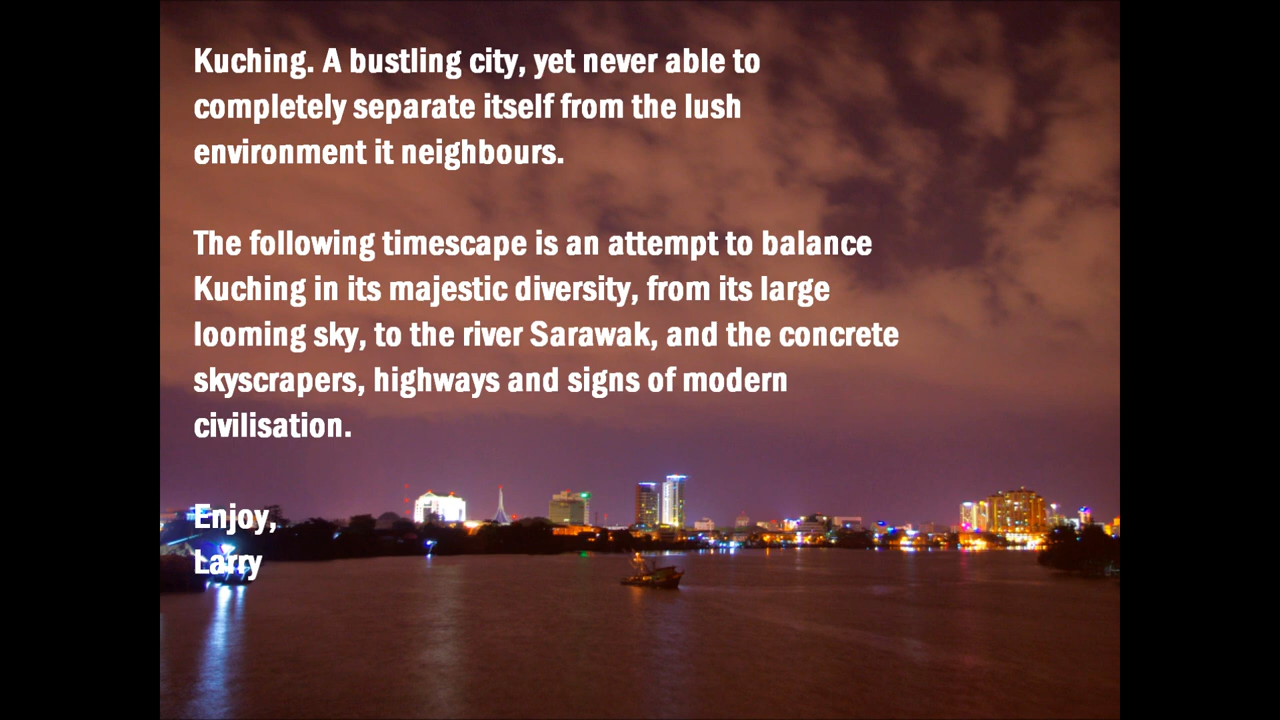 Kuching. A bustling city, yet never able to
completely separate itself from the lush
environment it neighbours.
The following timescape is an attempt to balance
Kuching in its majestic diversity, from its large
looming sky, to the river Sarawak, and the concrete
skyscrapers, highways and signs of modern
civilisation.
Enjoy,
Larry